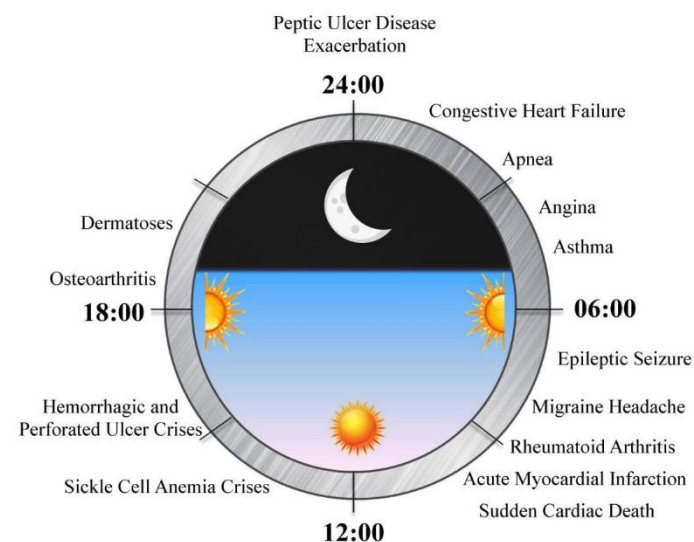 Peptic Ulcer Disease
Exacerbation
24:00
Congestive Heart Failure
Apnea
Angina
Asthma
06:00
Epileptic Seizure
Migraine Headache
Rheumatoid Arthritis
Acute Myocardial Infarction
Sudden Cardiac Death
12:00
Sickle Cell Anemia Crises
Hemorrhagic and
Perforated Ulcer Crises
18:00
Osteoarthritis
Dermatoses